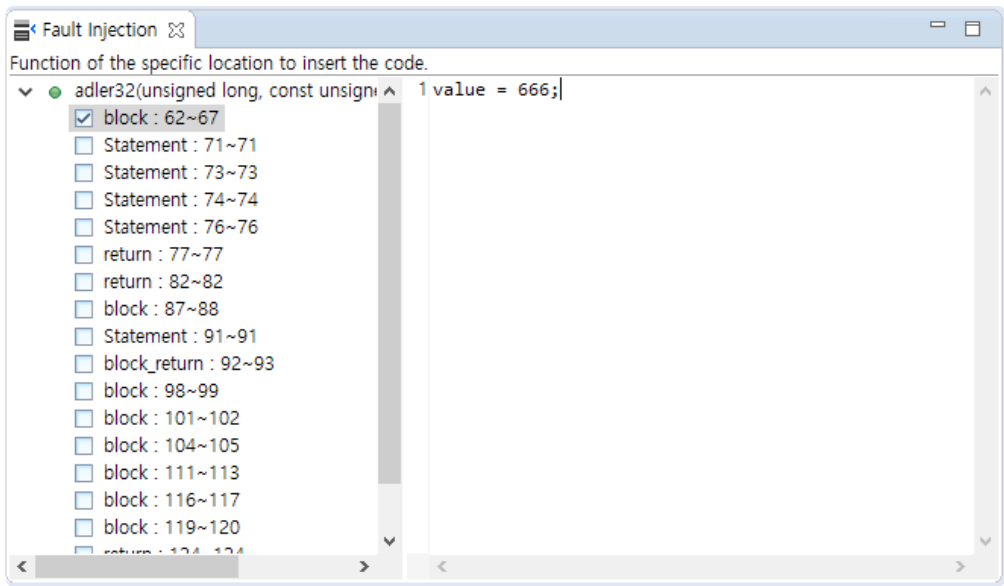 Fault Injection
Function of the specific location to insert the code.
adler32(unsigned long, const unsign
block : 62~67
Statement : 71~71
Statement : 73~73
Statement : 74~74
Statement : 76~76
return : 77~77
return : 82~82
block : 87~88
Statement : 91~91
block_return : 92~93
block : 98~99
block : 101~102
block : 104~105
block : 111~113
block : 116~117
block : 119~120
return : 124~124
1 value = 666;